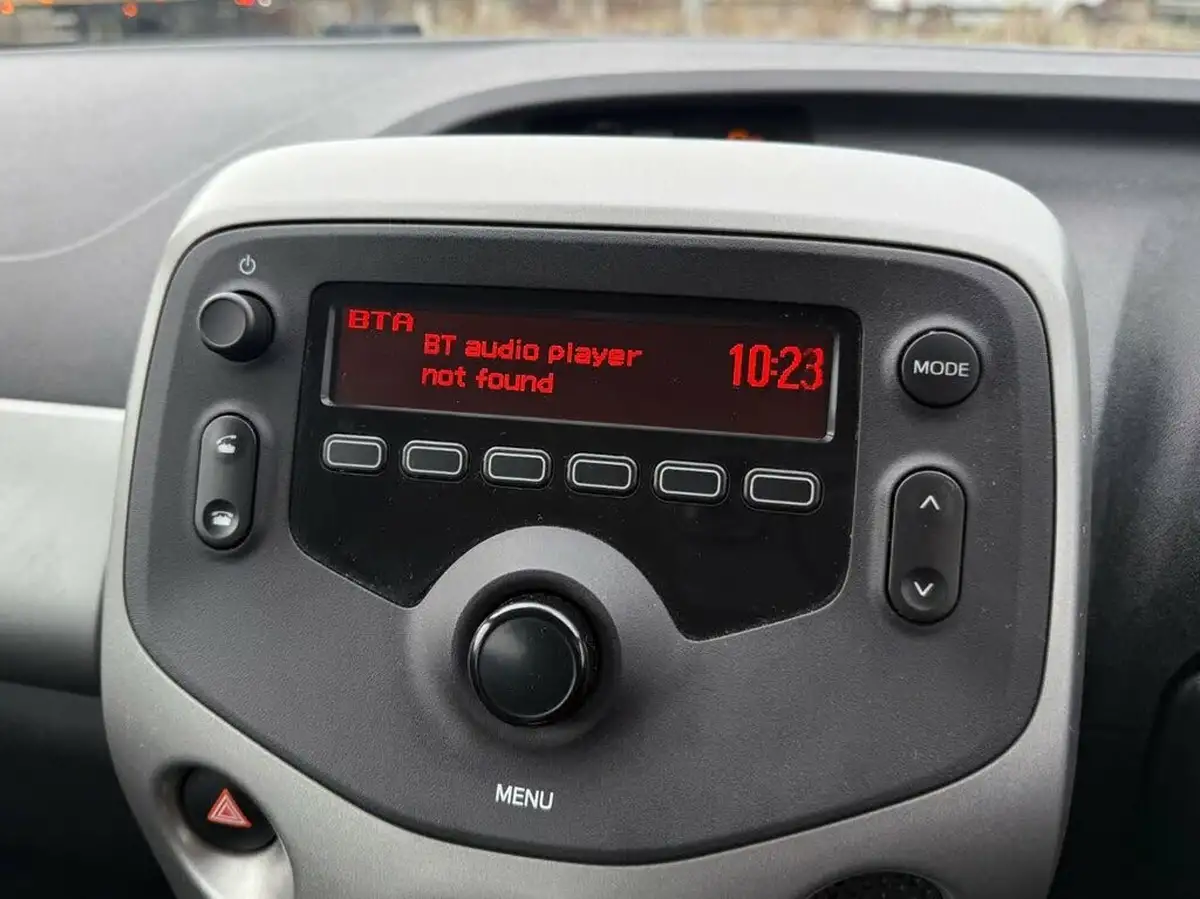 BTA
BT audio player
not found
10:23
MODE
MENU